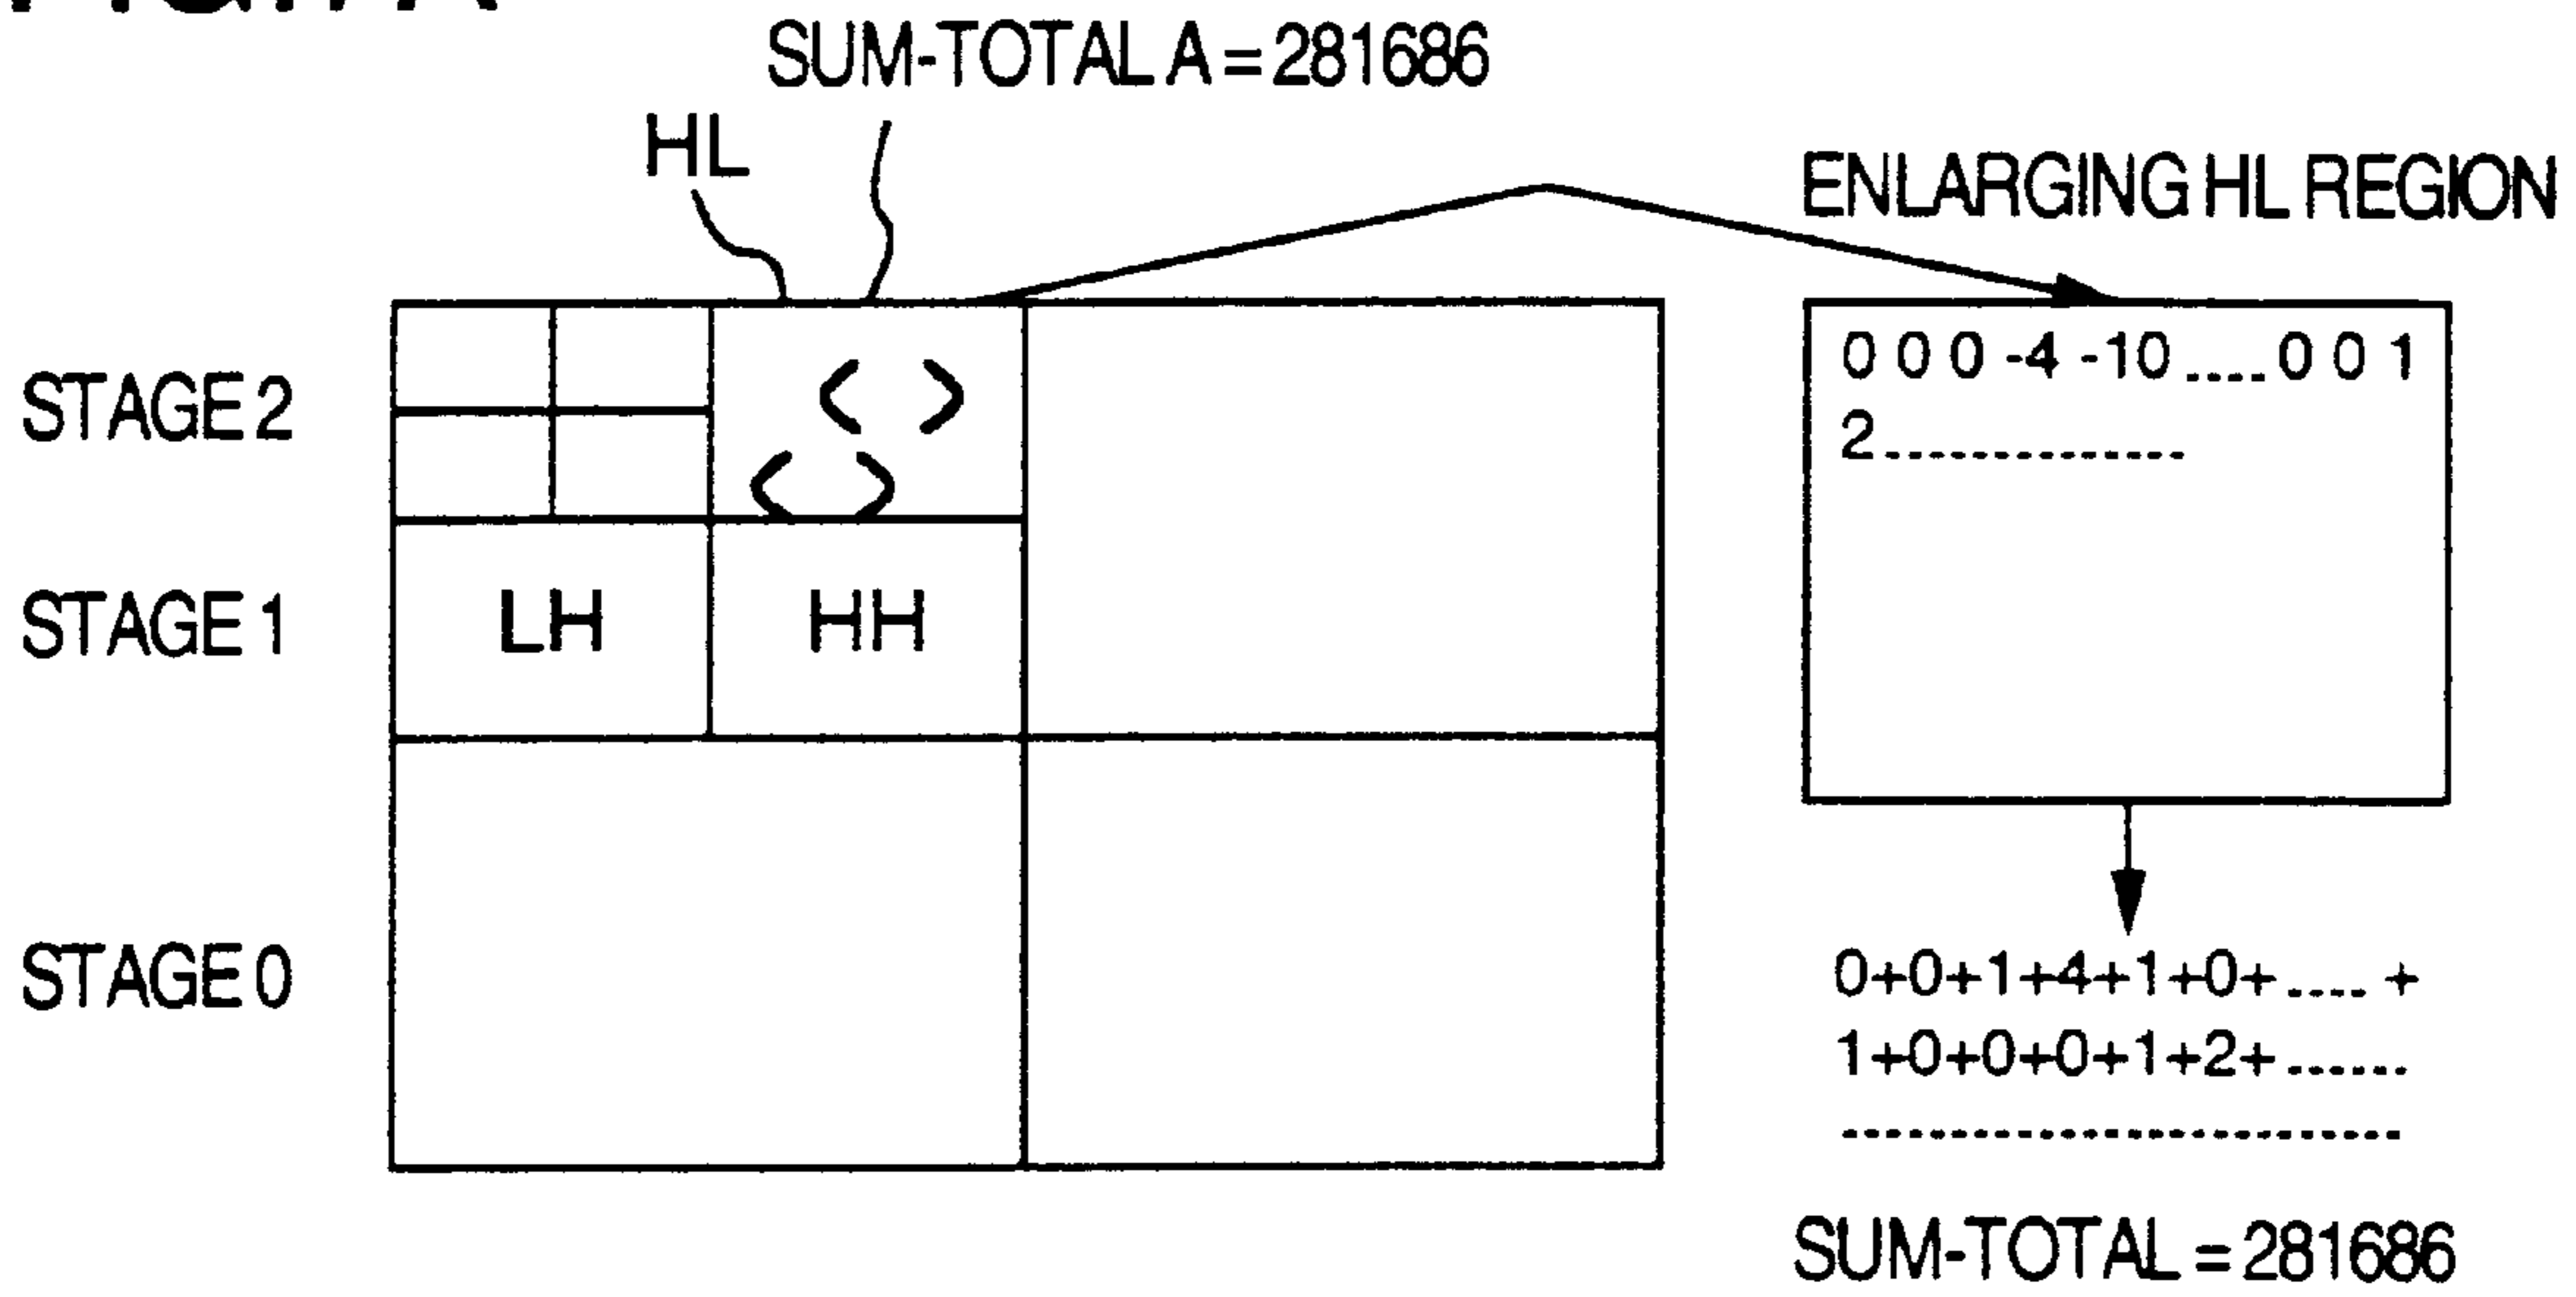 SUM-TOTAL A = 281686
HL
ENLARGING HL REGION
0 0 0 -4 -10 .... 0 0 1
2..............
STAGE 2
STAGE 1
LH
HH
STAGE 0
0+0+1+4+1+0+.... +
1+0+0+0+1+2+......
SUM-TOTAL = 281686